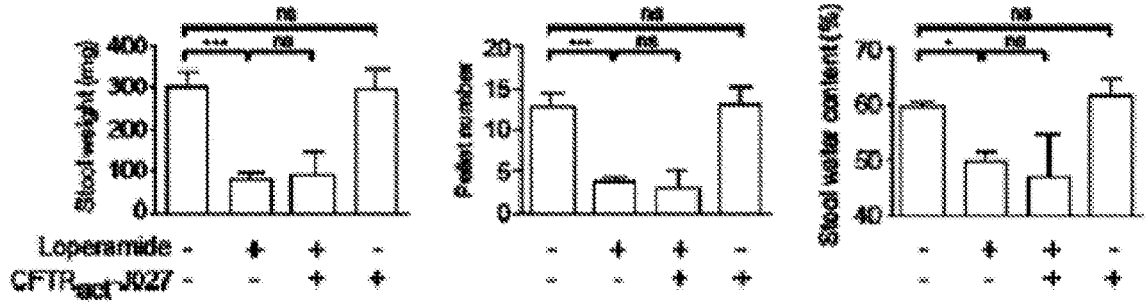 ns ns ns
*** ns *** ns * ns
Stool weight (mg)
400
300
200
100
0
Pellet number
20
15
10
5
0
Stool water content (%)
70
60
50
40
Loperamide - + + - - + + - - + + -
CFTRact-J027 - - + + - - + + - - + +